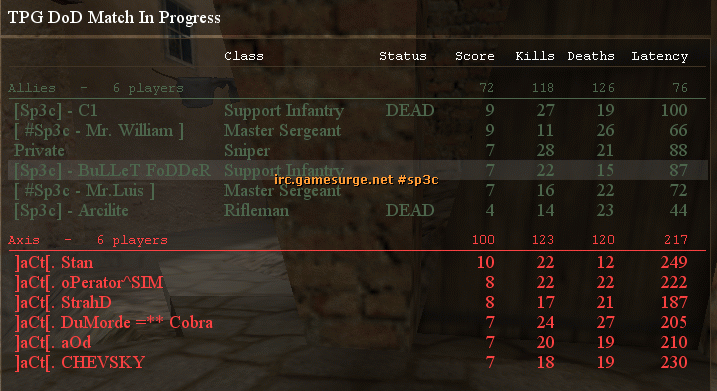 TPG DoD Match In Progress
Class Status Score Kills Deaths Latency
Allies - 6 players 72 118 126 76
[Sp3c] - C1 Support Infantry DEAD 9 27 19 100
[ #Sp3c - Mr. William ] Master Sergeant 9 11 26 66
Private Sniper 7 28 21 88
[Sp3c] - BuLLeT FoDDeR Support Infantry 7 22 15 87
irc.gamesurge.net #sp3c
[ #Sp3c - Mr.Luis ] Master Sergeant 7 16 22 72
[Sp3c] - Arcilite Rifleman DEAD 4 14 23 44
Axis - 6 players 100 123 120 217
]aCt[. Stan 10 22 12 249
]aCt[. oPerator^SIM 8 22 22 222
]aCt[. StrahD 8 17 21 187
]aCt[. DuMorde =** Cobra 7 24 27 205
]aCt[. aOd 7 20 19 210
]aCt[. CHEVSKY 7 18 19 230